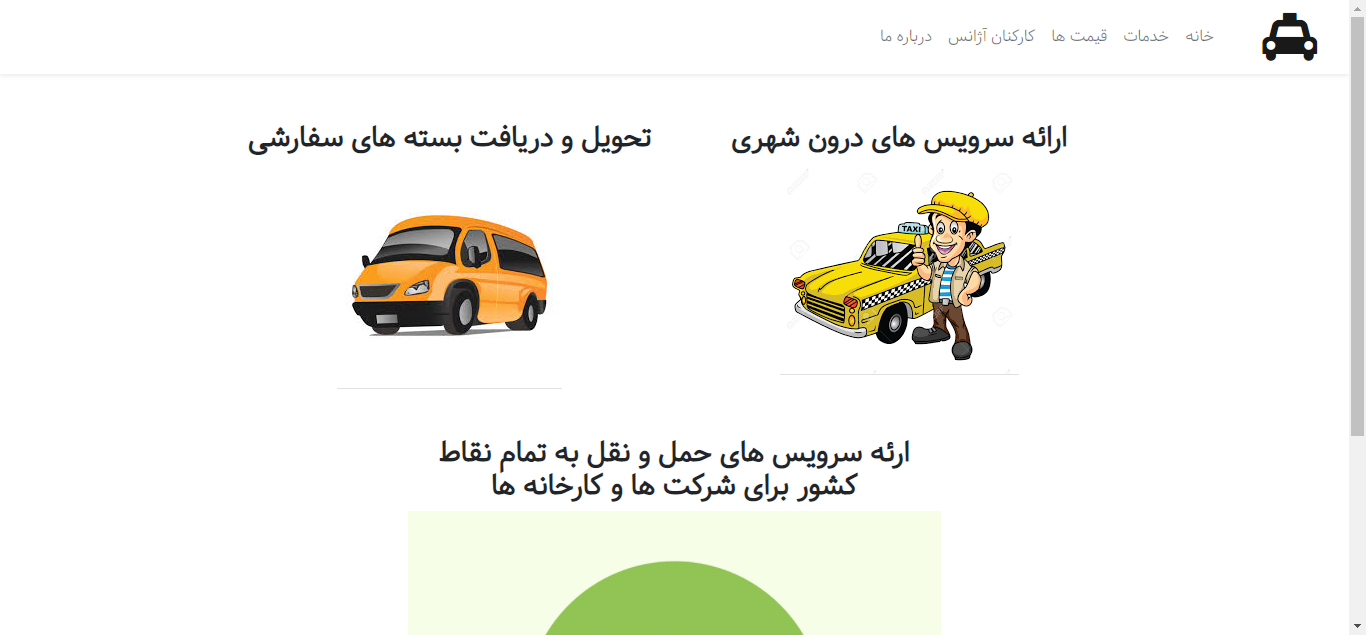 خانه
خدمات
قیمت ها
کارکنان آژانس
درباره ما
ارائه سرویس های درون شهری
TAXI
تحویل و دریافت بسته های سفارشی
ارئه سرویس های حمل و نقل به تمام نقاط
کشور برای شرکت ها و کارخانه ها